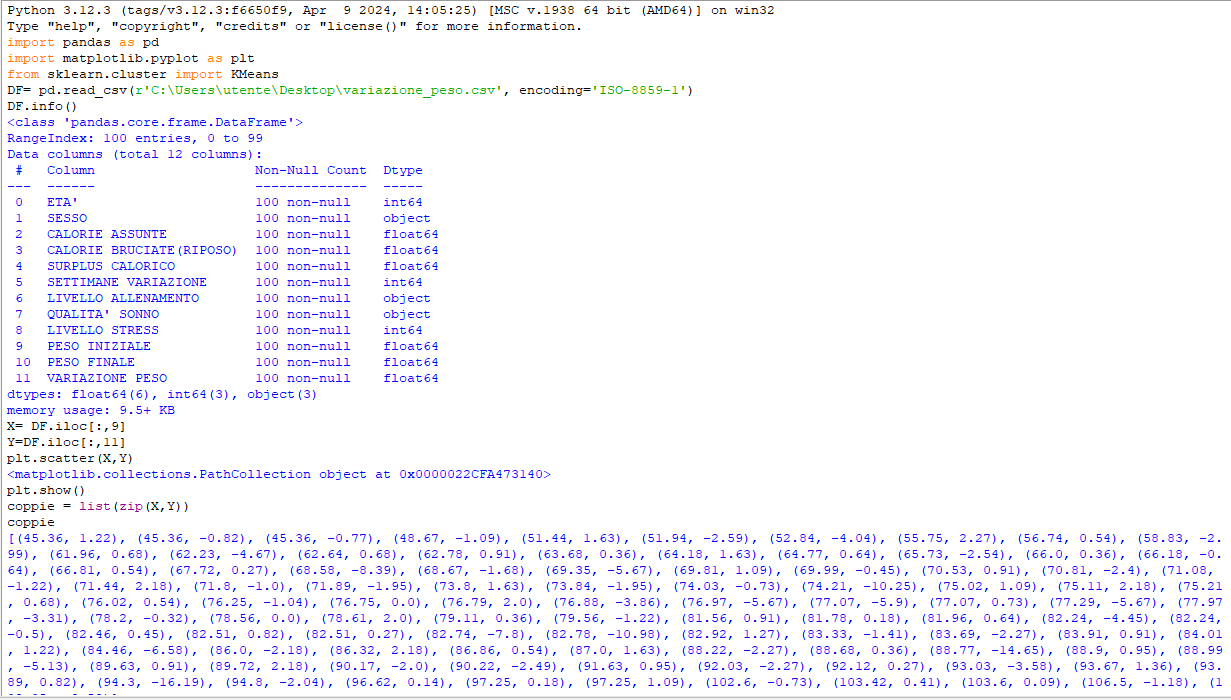 Python 3.12.3 (tags/v3.12.3:f6650f9, Apr  9 2024, 14:05:25) [MSC v.1938 64 bit (AMD64)] on win32
Type "help", "copyright", "credits" or "license()" for more information.
import pandas as pd
import matplotlib.pyplot as plt
from sklearn.cluster import KMeans
DF= pd.read_csv(r'C:\Users\utente\Desktop\variazione_peso.csv', encoding='ISO-8859-1')
DF.info()
<class 'pandas.core.frame.DataFrame'>
RangeIndex: 100 entries, 0 to 99
Data columns (total 12 columns):
 #   Column                    Non-Null Count  Dtype
---  ------                    --------------  -----
 0   ETA'                      100 non-null    int64
 1   SESSO                     100 non-null    object
 2   CALORIE ASSUNTE           100 non-null    float64
 3   CALORIE BRUCIATE(RIPOSO)  100 non-null    float64
 4   SURPLUS CALORICO          100 non-null    float64
 5   SETTIMANE VARIAZIONE      100 non-null    int64
 6   LIVELLO ALLENAMENTO       100 non-null    object
 7   QUALITA' SONNO            100 non-null    object
 8   LIVELLO STRESS            100 non-null    int64
 9   PESO INIZIALE             100 non-null    float64
 10  PESO FINALE               100 non-null    float64
 11  VARIAZIONE PESO           100 non-null    float64
dtypes: float64(6), int64(3), object(3)
memory usage: 9.5+ KB
X= DF.iloc[:,9]
Y=DF.iloc[:,11]
plt.scatter(X,Y)
<matplotlib.collections.PathCollection object at 0x0000022CFA473140>
plt.show()
coppie = list(zip(X,Y))
coppie
[(45.36, 1.22), (45.36, -0.82), (45.36, -0.77), (48.67, -1.09), (51.44, 1.63), (51.94, -2.59), (52.84, -4.04), (55.75, 2.27), (56.74, 0.54), (58.83, -2.
99), (61.96, 0.68), (62.23, -4.67), (62.64, 0.68), (62.78, 0.91), (63.68, 0.36), (64.18, 1.63), (64.77, 0.64), (65.73, -2.54), (66.0, 0.36), (66.18, -0.
64), (66.81, 0.54), (67.72, 0.27), (68.58, -8.39), (68.67, -1.68), (69.35, -5.67), (69.81, 1.09), (69.99, -0.45), (70.53, 0.91), (70.81, -2.4), (71.08,
-1.22), (71.44, 2.18), (71.8, -1.0), (71.89, -1.95), (73.8, 1.63), (73.84, -1.95), (74.03, -0.73), (74.21, -10.25), (75.02, 1.09), (75.11, 2.18), (75.21
, 0.68), (76.02, 0.54), (76.25, -1.04), (76.75, 0.0), (76.79, 2.0), (76.88, -3.86), (76.97, -5.67), (77.07, -5.9), (77.07, 0.73), (77.29, -5.67), (77.97
, -3.31), (78.2, -0.32), (78.56, 0.0), (78.61, 2.0), (79.11, 0.36), (79.56, -1.22), (81.56, 0.91), (81.78, 0.18), (81.96, 0.64), (82.24, -4.45), (82.24,
-0.5), (82.46, 0.45), (82.51, 0.82), (82.51, 0.27), (82.74, -7.8), (82.78, -10.98), (82.92, 1.27), (83.33, -1.41), (83.69, -2.27), (83.91, 0.91), (84.01
, 1.22), (84.46, -6.58), (86.0, -2.18), (86.32, 2.18), (86.86, 0.54), (87.0, 1.63), (88.22, -2.27), (88.68, 0.36), (88.77, -14.65), (88.9, 0.95), (88.99
, -5.13), (89.63, 0.91), (89.72, 2.18), (90.17, -2.0), (90.22, -2.49), (91.63, 0.95), (92.03, -2.27), (92.12, 0.27), (93.03, -3.58), (93.67, 1.36), (93.
89, 0.82), (94.3, -16.19), (94.8, -2.04), (96.62, 0.14), (97.25, 0.18), (97.25, 1.09), (102.6, -0.73), (103.42, 0.41), (103.6, 0.09), (106.5, -1.18), (1